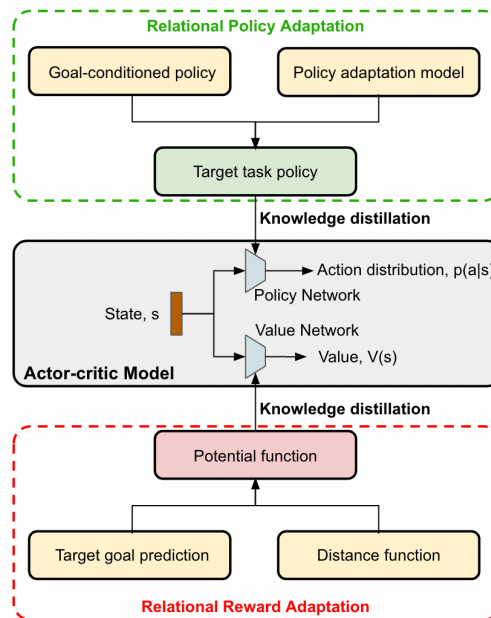 Relational Policy Adaptation
Goal-conditioned policy
Policy adaptation model
Target task policy
Knowledge distillation
Action distribution, p(a|s)
Policy Network
State, s
Value Network
Value, V(s)
Actor-critic Model
Knowledge distillation
Potential function
Target goal prediction
Distance function
Relational Reward Adaptation